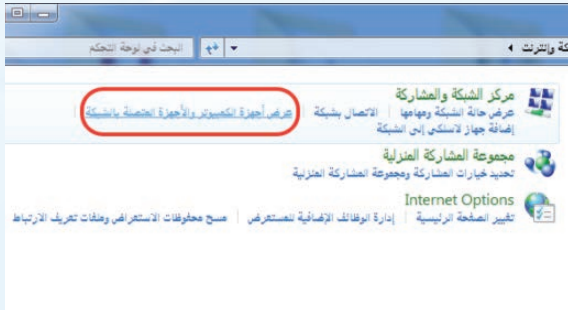 البحث في لوحة التحكم
كة وإنترنت
مركز الشبكة والمشاركة
عرض حالة الشبكة ومهامها | الاتصال بشبكة | عرض أجهزة الكمبيوتر والأجهزة المتصلة بالشبكة |
إضافة جهاز لاسلكي إلى الشبكة
مجموعة المشاركة المنزلية
تحديد خيارات المشاركة ومجموعة المشاركة المنزلية
Internet Options
تغيير الصفحة الرئيسية | إدارة الوظائف الإضافية للمستعرض | مسح محفوظات الاستعراض وملفات تعريف الارتباط